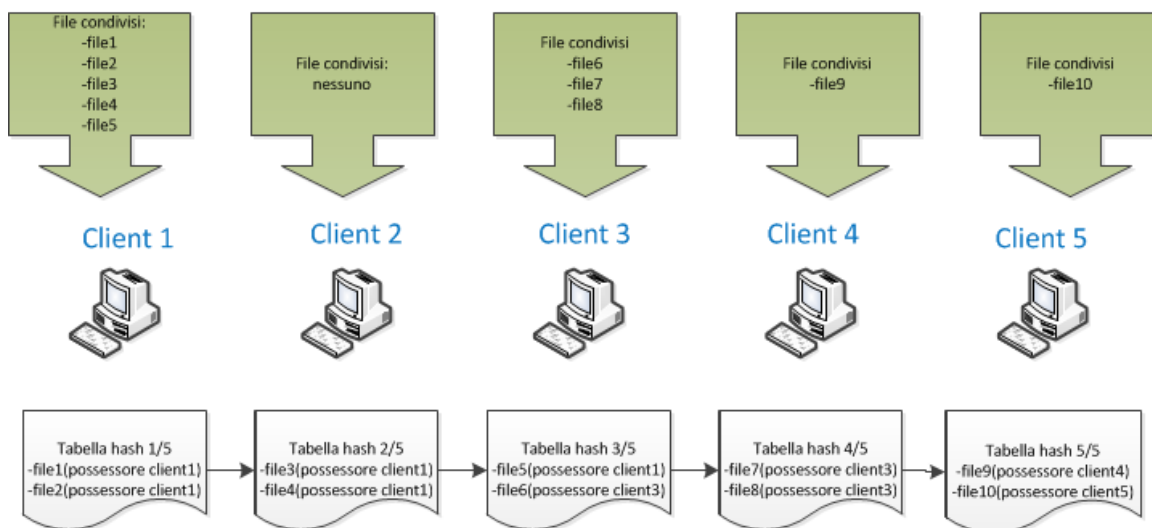 File condivisi:
-file1
-file2
-file3
-file4
-file5
File condivisi:
nessuno
File condivisi
-file6
-file7
-file8
File condivisi
-file9
File condivisi
-file10
Client 1
Client 2
Client 3
Client 4
Client 5
Tabella hash 1/5
-file1(possessore client1)
-file2(possessore client1)
Tabella hash 2/5
-file3(possessore client1)
-file4(possessore client1)
Tabella hash 3/5
-file5(possessore client1)
-file6(possessore client3)
Tabella hash 4/5
-file7(possessore client3)
-file8(possessore client3)
Tabella hash 5/5
-file9(possessore client4)
-file10(possessore client5)